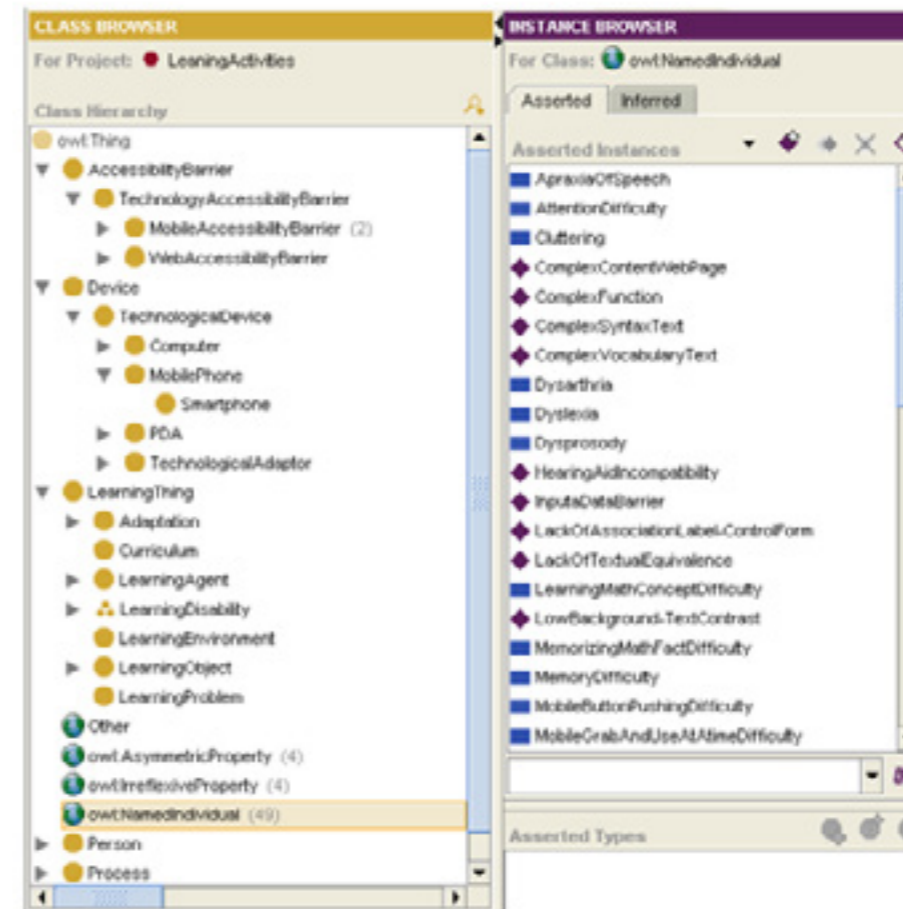 CLASS BROWSER
For Project: LeaningActivities
Class Hierarchy
owl:Thing
AccessibilityBarrier
TechnologyAccessibilityBarrier
MobileAccessibilityBarrier (2)
WebAccessibilityBarrier
Device
TechnologicalDevice
Computer
MobilePhone
Smartphone
PDA
TechnologicalAdaptor
LearningThing
Adaptation
Curriculum
LearningAgent
LearningDisability
LearningEnvironment
LearningObject
LearningProblem
Other
owl:AsymmetricProperty (4)
owl:IrreflexiveProperty (4)
owl:NamedIndividual (49)
Person
Process
INSTANCE BROWSER
For Class: owl:NamedIndividual
Asserted Inferred
Asserted Instances
ApraxiaOfSpeech
AttentionDifficulty
Cluttering
ComplexContentWebPage
ComplexFunction
ComplexSyntaxText
ComplexVocabularyText
Dysarthria
Dyslexia
Dysprosody
HearingAidIncompatibility
InputaDataBarrier
LackOfAssociationLabel-ControlForm
LackOfTextualEquivalence
LearningMathConceptDifficulty
LowBackground-TextContrast
MemorizingMathFactDifficulty
MemoryDifficulty
MobileButtonPushingDifficulty
MobileGrabAndUseAtAtimeDifficulty
Asserted Types